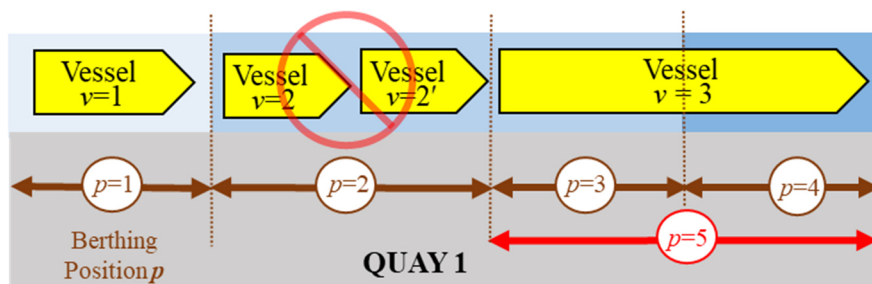 Vessel
v=1
Vessel
v=2
Vessel
v=2′
Vessel
v = 3
p=1
p=2
p=3
p=4
p=5
Berthing
Position p
QUAY 1